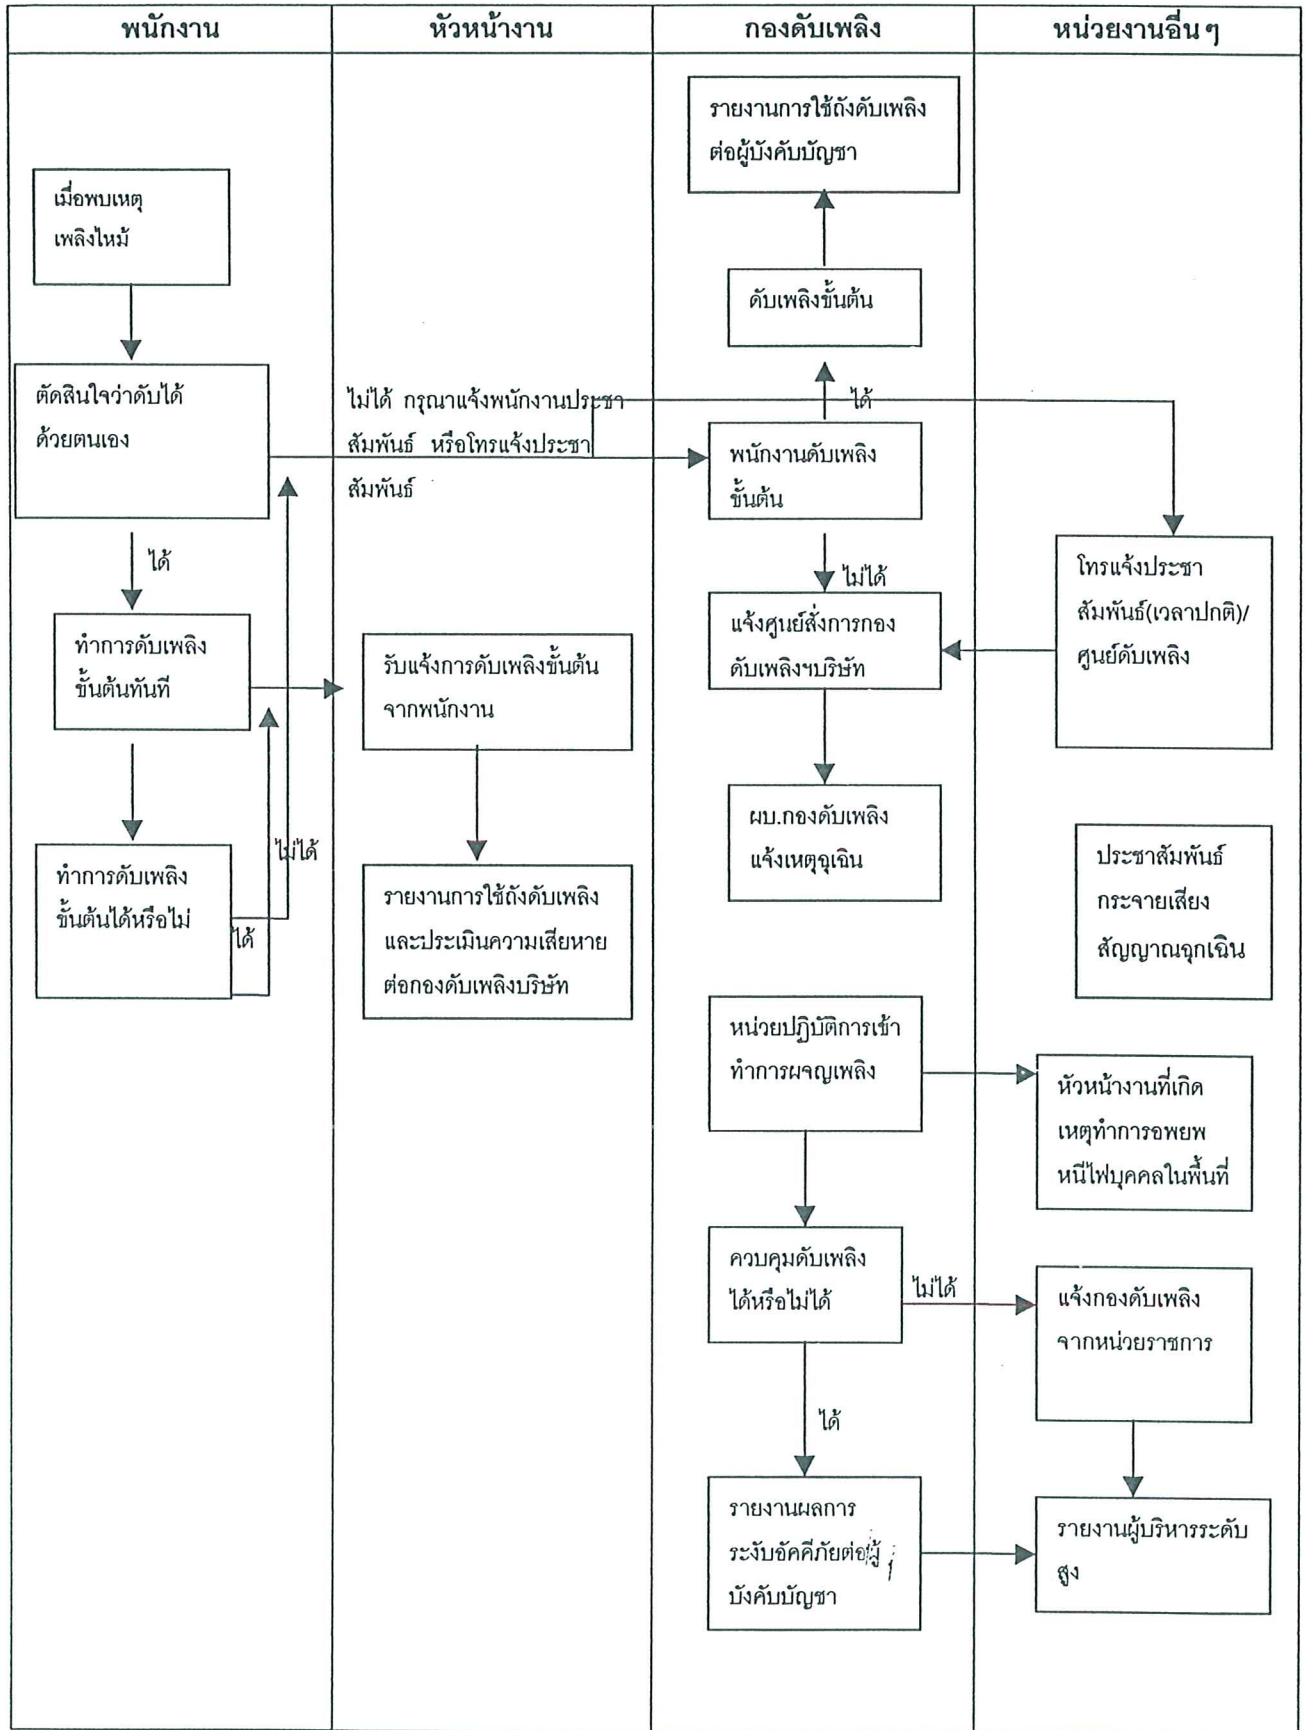 พนักงาน
หัวหน้างาน
กองดับเพลิง
หน่วยงานอื่นๆ
รายงานการใช้ถังดับเพลิง
ต่อผู้บังคับบัญชา
เมื่อพบเหตุ
เพลิงไหม้
ดับเพลิงขั้นต้น
ตัดสินใจว่าดับได้
ด้วยตนเอง
ไม่ได้ กรุณาแจ้งพนักงานประชา
สัมพันธ์ หรือโทรแจ้งประชา
สัมพันธ์
ได้
พนักงานดับเพลิง
ขั้นต้น
ได้
ไม่ได้
โทรแจ้งประชา
สัมพันธ์(เวลาปกติ)/
ศูนย์ดับเพลิง
ทำการดับเพลิง
ขั้นต้นทันที
รับแจ้งการดับเพลิงขั้นต้น
จากพนักงาน
แจ้งศูนย์สั่งการกอง
ดับเพลิงฯบริษัท
ผบ.กองดับเพลิง
แจ้งเหตุฉุเฉิน
ทำการดับเพลิง
ขั้นต้นได้หรือไม่
ไม่ได้
ได้
รายงานการใช้ถังดับเพลิง
และประเมินความเสียหาย
ต่อกองดับเพลิงบริษัท
ประชาสัมพันธ์
กระจายเสียง
สัญญาณฉุกเฉิน
หน่วยปฏิบัติการเข้า
ทำการผจญเพลิง
หัวหน้างานที่เกิด
เหตุทำการอพยพ
หนีไฟบุคคลในพื้นที่
ควบคุมดับเพลิง
ได้หรือไม่ได้
ไม่ได้
แจ้งกองดับเพลิง
จากหน่วยราชการ
ได้
รายงานผลการ
ระงับอัคคีภัยต่อผู้
บังคับบัญชา
รายงานผู้บริหารระดับ
สูง